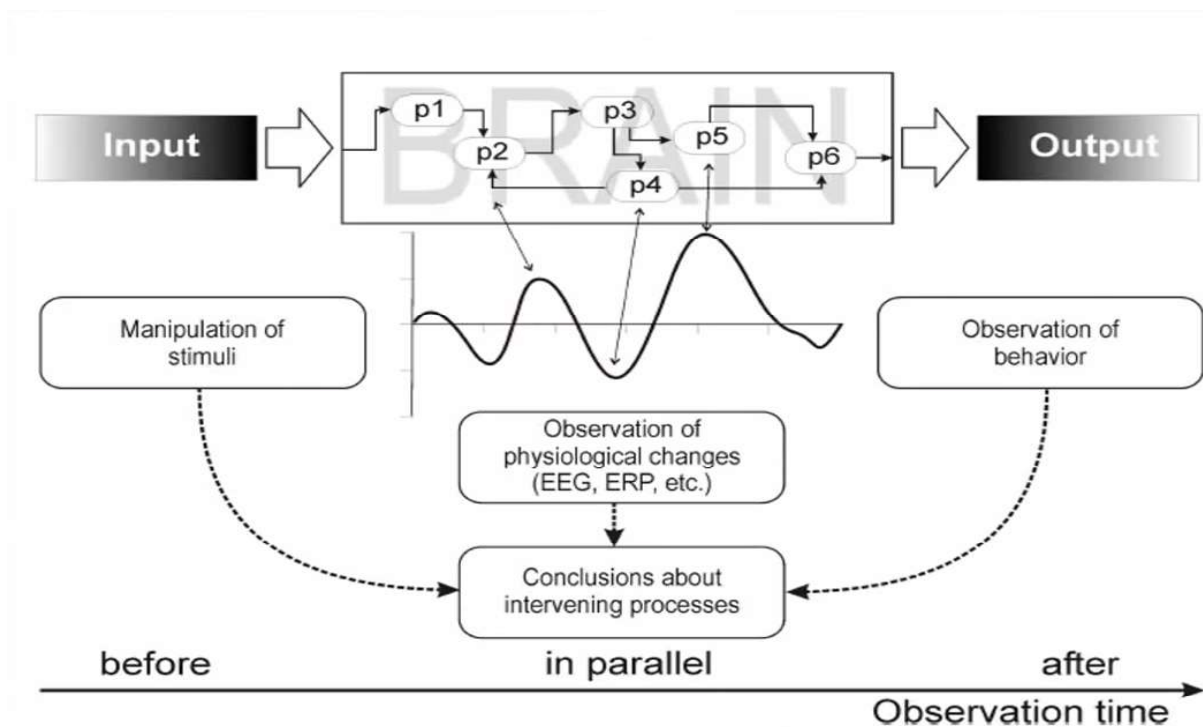 BRAIN
Input
p1
p2
p3
p4
p5
p6
Output
Manipulation of
stimuli
Observation of
behavior
Observation of
physiological changes
(EEG, ERP, etc.)
Conclusions about
intervening processes
before
in parallel
after
Observation time